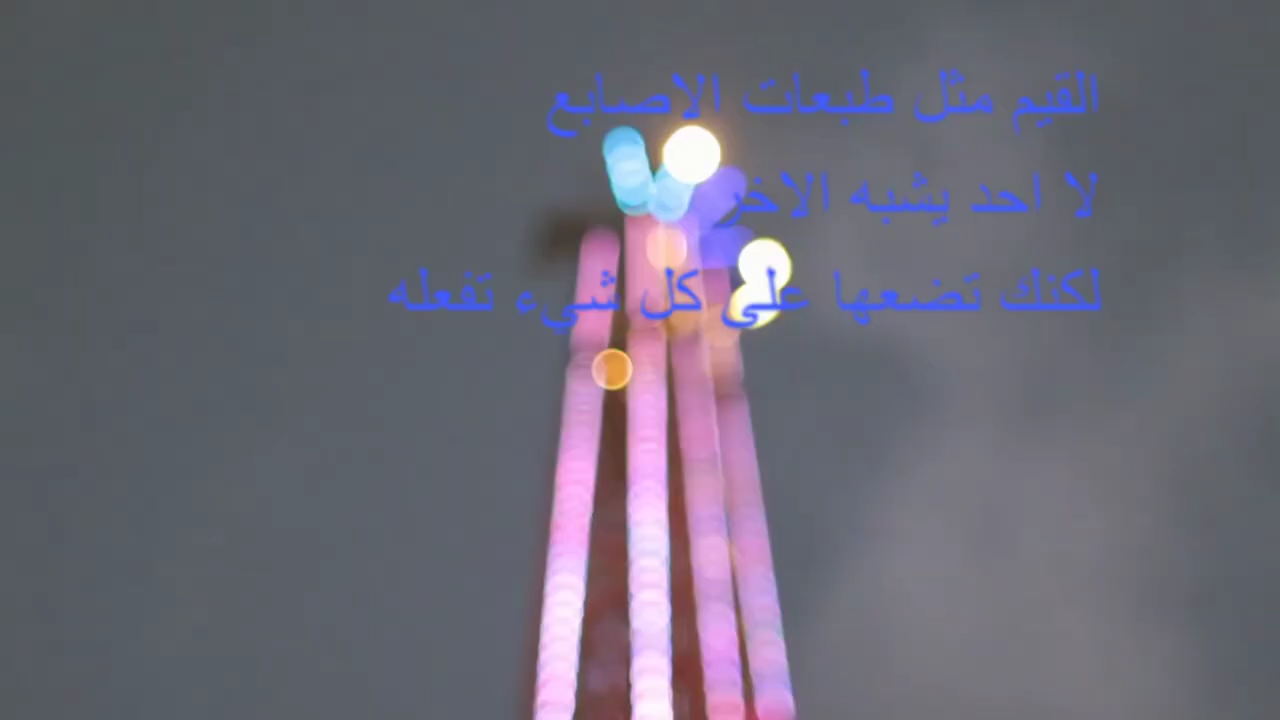 القيم مثل طبعات الاصابع
لا احد يشبه الاخر
لكنك تضعها على كل شيء تفعله